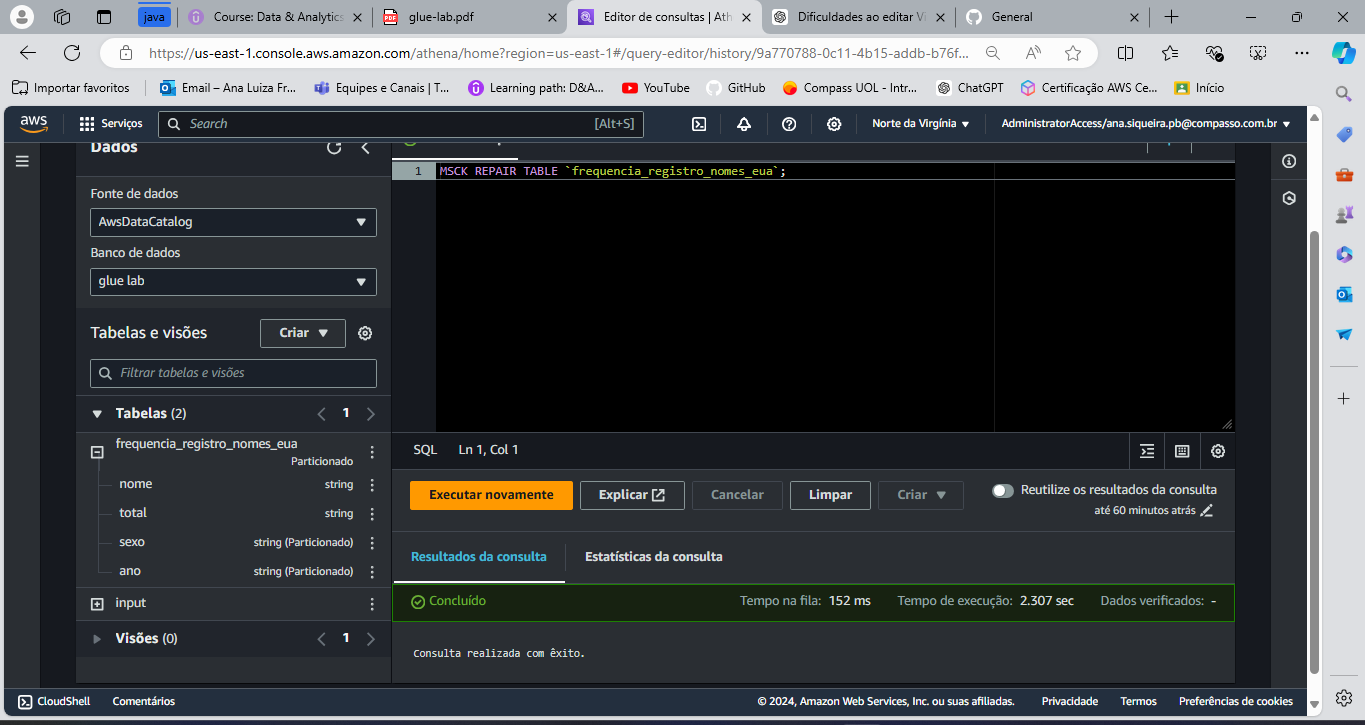 java
Course: Data & Analytics
glue-lab.pdf
Editor de consultas | Ath
Dificuldades ao editar Vi
General
https://us-east-1.console.aws.amazon.com/athena/home?region=us-east-1#/query-editor/history/9a770788-0c11-4b15-addb-b76f...
Importar favoritos
Email – Ana Luiza Fr...
Equipes e Canais | T...
Learning path: D&A...
YouTube
GitHub
Compass UOL - Intr...
ChatGPT
Certificação AWS Ce...
Início
aws
Serviços
Search
[Alt+S]
Norte da Virgínia
AdministratorAccess/ana.siqueira.pb@compasso.com.br
Dados
Fonte de dados
AwsDataCatalog
Banco de dados
glue lab
Tabelas e visões
Criar
Filtrar tabelas e visões
Tabelas (2)
1
frequencia_registro_nomes_eua
Particionado
nome string
total string
sexo string (Particionado)
ano string (Particionado)
input
Visões (0)
1
1 MSCK REPAIR TABLE `frequencia_registro_nomes_eua`;
SQL Ln 1, Col 1
Executar novamente
Explicar
Cancelar
Limpar
Criar
Reutilize os resultados da consulta
até 60 minutos atrás
Resultados da consulta
Estatísticas da consulta
Concluído
Tempo na fila: 152 ms
Tempo de execução: 2.307 sec
Dados verificados: -
Consulta realizada com êxito.
CloudShell
Comentários
© 2024, Amazon Web Services, Inc. ou suas afiliadas.
Privacidade
Termos
Preferências de cookies